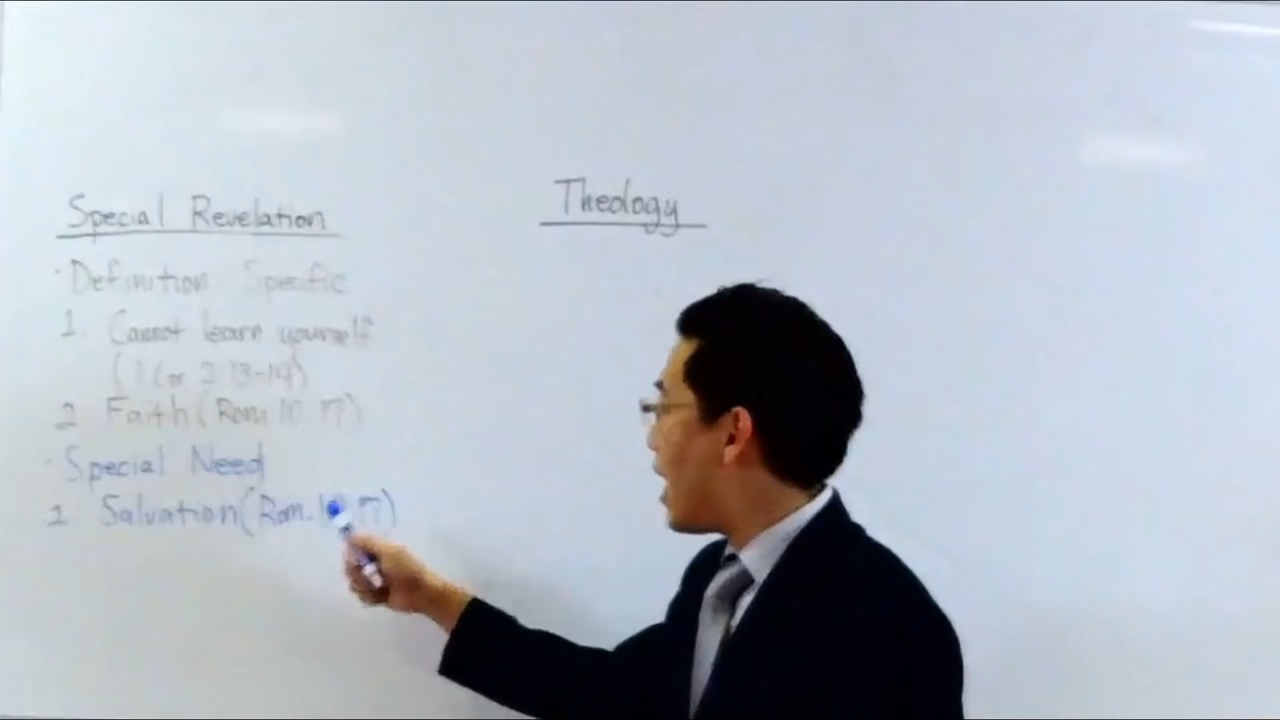 Special Revelation
· Definition Specific
1. Cannot learn yourself
(1 Cor 2:13-14)
2 Faith (Rom. 10:17)
· Special Need
1 Salvation (Rom. 17)
Theology